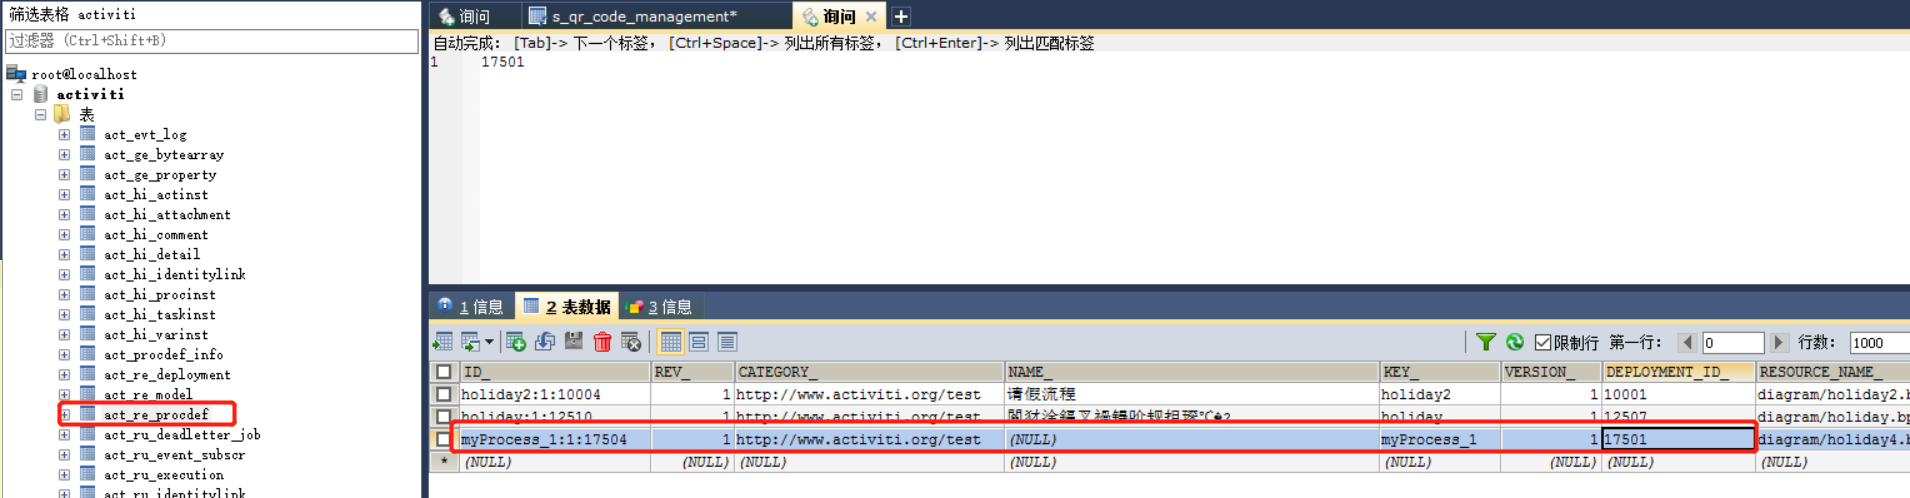 筛选表格 activiti
过滤器 (Ctrl+Shift+B)
root@localhost
activiti
表
act_evt_log
act_ge_bytearray
act_ge_property
act_hi_actinst
act_hi_attachment
act_hi_comment
act_hi_detail
act_hi_identitylink
act_hi_procinst
act_hi_taskinst
act_hi_varinst
act_procdef_info
act_re_deployment
act_re_model
act_re_procdef
act_ru_deadletter_job
act_ru_event_subscr
act_ru_execution
act_ru_identitylink
询问 s_qr_code_management* 询问
自动完成: [Tab]-> 下一个标签, [Ctrl+Space]-> 列出所有标签, [Ctrl+Enter]-> 列出匹配标签
1 17501
1 信息 2 表数据 3 信息
限制行 第一行: 0 行数: 1000
ID_ REV_ CATEGORY_ NAME_ KEY_ VERSION_ DEPLOYMENT_ID_ RESOURCE_NAME_
holiday2:1:10004 1 http://www.activiti.org/test 请假流程 holiday2 1 10001 diagram/holiday2.b
holiday:1:12510 1 http://www.activiti.org/test holiday 1 12507 diagram/holiday.bp
myProcess_1:1:17504 1 http://www.activiti.org/test (NULL) myProcess_1 1 17501 diagram/holiday4.b
* (NULL) (NULL) (NULL) (NULL) (NULL) (NULL) (NULL) (NULL)